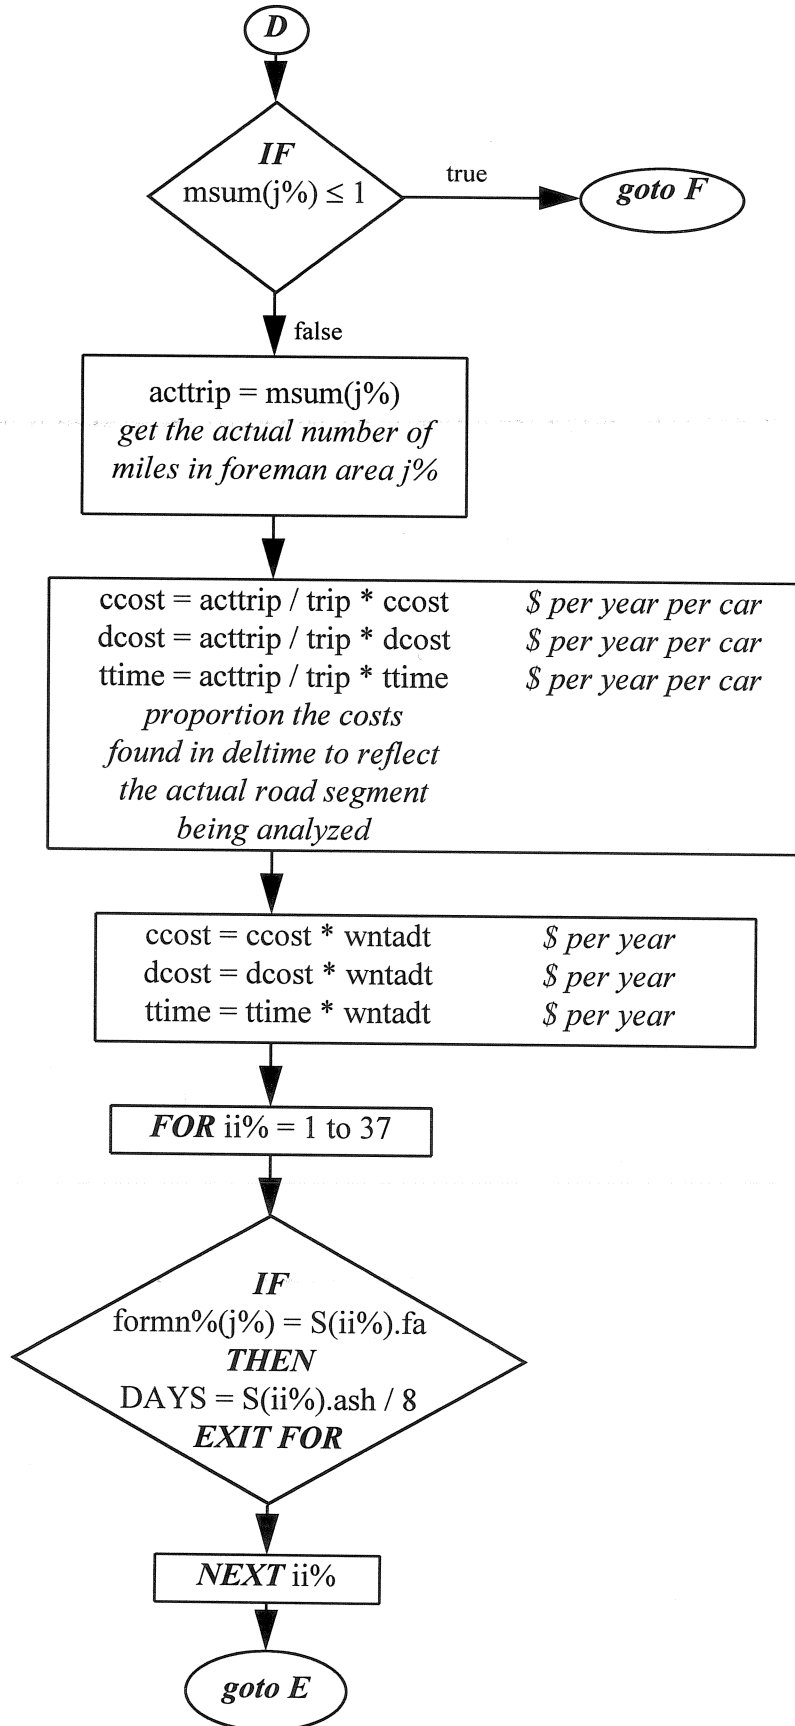 D
IF
msum(j%) ≤ 1
true
goto F
false
acttrip = msum(j%)
get the actual number of
miles in foreman area j%
ccost = acttrip / trip * ccost $ per year per car
dcost = acttrip / trip * dcost $ per year per car
ttime = acttrip / trip * ttime $ per year per car
proportion the costs
found in deltime to reflect
the actual road segment
being analyzed
ccost = ccost * wntadt $ per year
dcost = dcost * wntadt $ per year
ttime = ttime * wntadt $ per year
FOR ii% = 1 to 37
IF
formn%(j%) = S(ii%).fa
THEN
DAYS = S(ii%).ash / 8
EXIT FOR
NEXT ii%
goto E